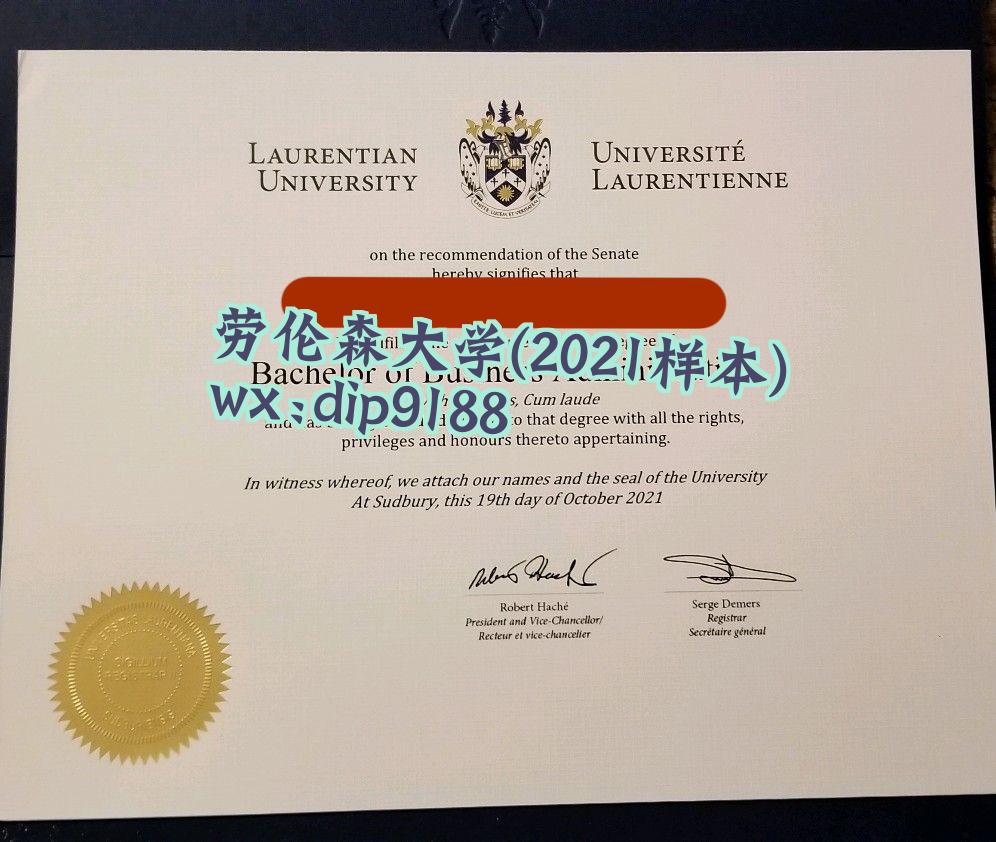 LAURENTIAN
UNIVERSITY
UNIVERSITÉ
LAURENTIENNE
on the recommendation of the Senate
hereby signifies that
劳伦森大学(2021样本)
Bachelor of Business
wx:dip9188
Cum laude
to that degree with all the rights,
privileges and honours thereto appertaining.
In witness whereof, we attach our names and the seal of the University
At Sudbury, this 19th day of October 2021
Robert Haché
President and Vice-Chancellor/
Recteur et vice-chancelier
Serge Demers
Registrar
Secrétaire général
SIGILLUM